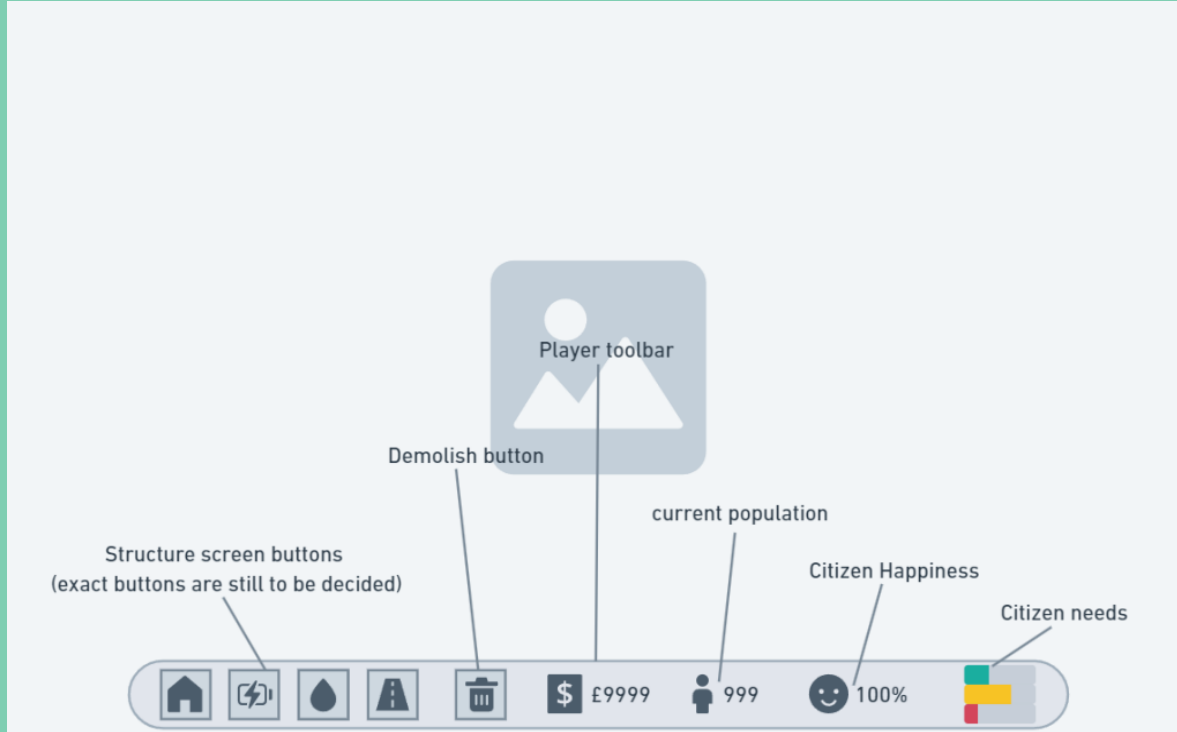 Player toolbar
Demolish button
current population
Structure screen buttons
(exact buttons are still to be decided)
Citizen Happiness
Citizen needs
$
£9999
999
100%